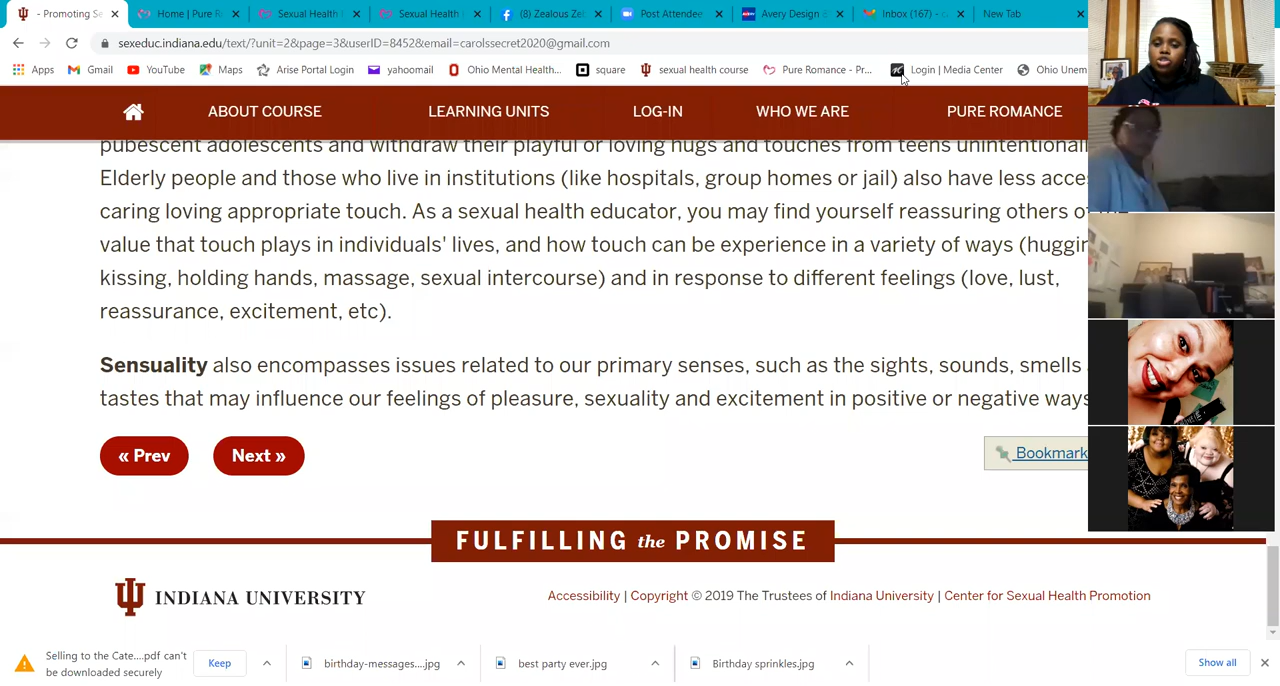 - Promoting Se
Home | Pure R
Sexual Health
Sexual Health
(8) Zealous Ze
Post Attendee
Avery Design
Inbox (167) -
New Tab
sexeduc.indiana.edu/text/?unit=2&page=3&userID=8452&email=carolssecret2020@gmail.com
Apps
Gmail
YouTube
Maps
Arise Portal Login
yahoomail
Ohio Mental Health...
square
sexual health course
Pure Romance - Pr...
Login | Media Center
Ohio Unem
ABOUT COURSE
LEARNING UNITS
LOG-IN
WHO WE ARE
PURE ROMANCE
pubescent adolescents and withdraw their playful or loving hugs and touches from teens unintentionall
Elderly people and those who live in institutions (like hospitals, group homes or jail) also have less acce
caring loving appropriate touch. As a sexual health educator, you may find yourself reassuring others o
value that touch plays in individuals' lives, and how touch can be experience in a variety of ways (huggin
kissing, holding hands, massage, sexual intercourse) and in response to different feelings (love, lust,
reassurance, excitement, etc).
Sensuality also encompasses issues related to our primary senses, such as the sights, sounds, smells
tastes that may influence our feelings of pleasure, sexuality and excitement in positive or negative ways
« Prev
Next »
Bookmark
FULFILLING the PROMISE
INDIANA UNIVERSITY
Accessibility | Copyright © 2019 The Trustees of Indiana University | Center for Sexual Health Promotion
Selling to the Cate....pdf can't
be downloaded securely
Keep
birthday-messages....jpg
best party ever.jpg
Birthday sprinkles.jpg
Show all